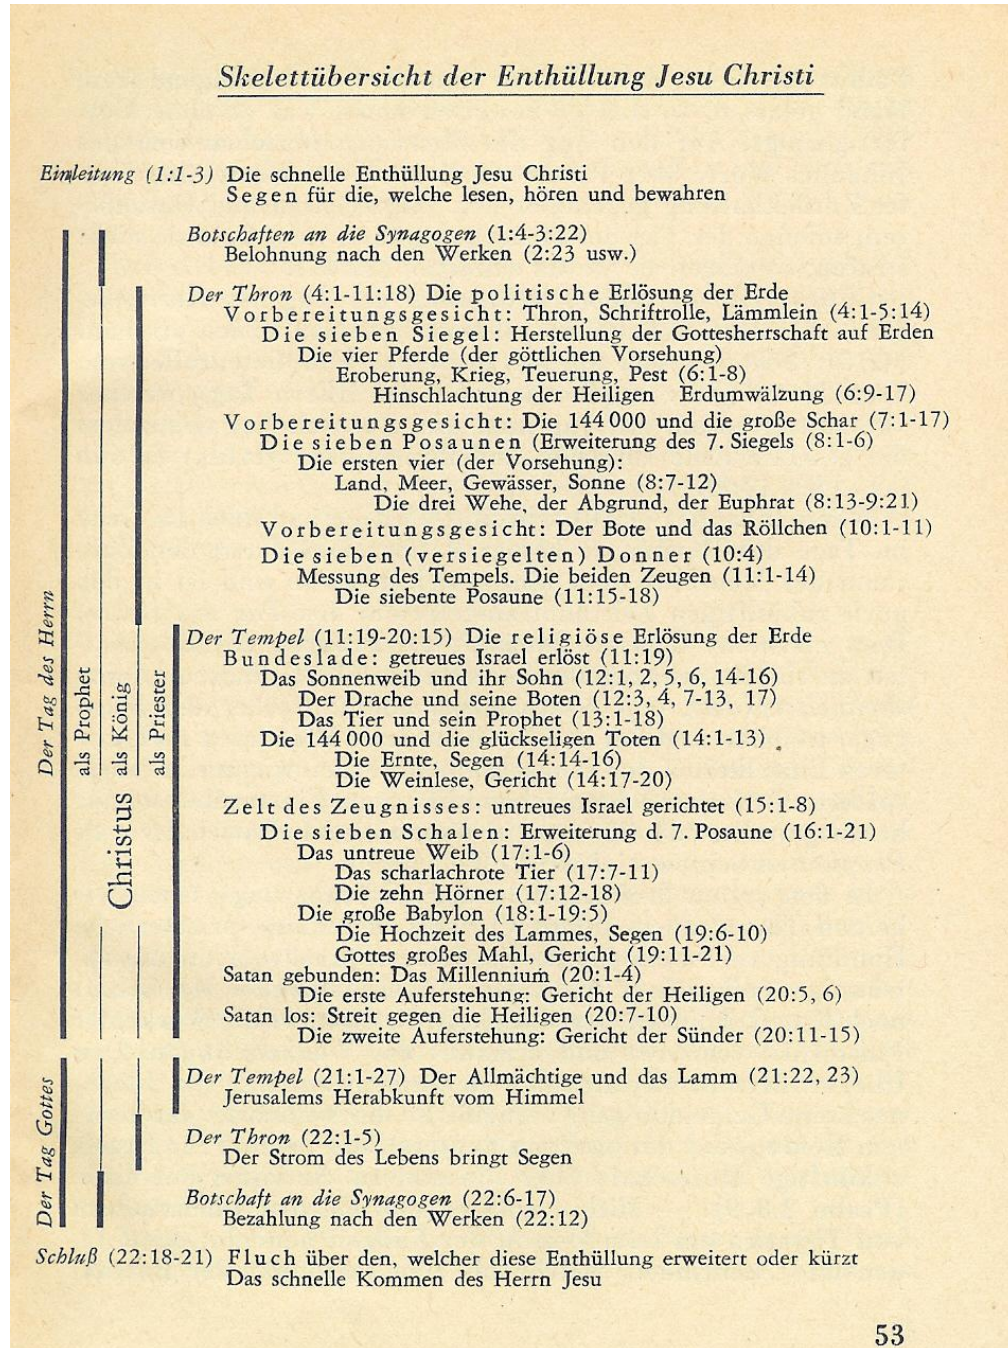 Skelettübersicht der Enthüllung Jesu Christi
Einleitung (1:1-3) Die schnelle Enthüllung Jesu Christi
Segen für die, welche lesen, hören und bewahren
Botschaften an die Synagogen (1:4-3:22)
Belohnung nach den Werken (2:23 usw.)
Der Thron (4:1-11:18) Die politische Erlösung der Erde
Vorbereitungsgesicht: Thron, Schriftrolle, Lämmlein (4:1-5:14)
Die sieben Siegel: Herstellung der Gottesherrschaft auf Erden
Die vier Pferde (der göttlichen Vorsehung)
Eroberung, Krieg, Teuerung, Pest (6:1-8)
Hinschlachtung der Heiligen Erdumwälzung (6:9-17)
Vorbereitungsgesicht: Die 144 000 und die große Schar (7:1-17)
Die sieben Posaunen (Erweiterung des 7. Siegels (8:1-6)
Die ersten vier (der Vorsehung):
Land, Meer, Gewässer, Sonne (8:7-12)
Die drei Wehe, der Abgrund, der Euphrat (8:13-9:21)
Vorbereitungsgesicht: Der Bote und das Röllchen (10:1-11)
Die sieben (versiegelten) Donner (10:4)
Messung des Tempels. Die beiden Zeugen (11:1-14)
Die siebente Posaune (11:15-18)
Der Tempel (11:19-20:15) Die religiöse Erlösung der Erde
Bundeslade: getreues Israel erlöst (11:19)
Das Sonnenweib und ihr Sohn (12:1, 2, 5, 6, 14-16)
Der Drache und seine Boten (12:3, 4, 7-13, 17)
Das Tier und sein Prophet (13:1-18)
Die 144 000 und die glückseligen Toten (14:1-13)
Die Ernte, Segen (14:14-16)
Die Weinlese, Gericht (14:17-20)
Zelt des Zeugnisses: untreues Israel gerichtet (15:1-8)
Die sieben Schalen: Erweiterung d. 7. Posaune (16:1-21)
Das untreue Weib (17:1-6)
Das scharlachrote Tier (17:7-11)
Die zehn Hörner (17:12-18)
Die große Babylon (18:1-19:5)
Die Hochzeit des Lammes, Segen (19:6-10)
Gottes großes Mahl, Gericht (19:11-21)
Satan gebunden: Das Millennium (20:1-4)
Die erste Auferstehung: Gericht der Heiligen (20:5, 6)
Satan los: Streit gegen die Heiligen (20:7-10)
Die zweite Auferstehung: Gericht der Sünder (20:11-15)
Der Tempel (21:1-27) Der Allmächtige und das Lamm (21:22, 23)
Jerusalems Herabkunft vom Himmel
Der Thron (22:1-5)
Der Strom des Lebens bringt Segen
Botschaft an die Synagogen (22:6-17)
Bezahlung nach den Werken (22:12)
Schluß (22:18-21) Fluch über den, welcher diese Enthüllung erweitert oder kürzt
Das schnelle Kommen des Herrn Jesu
Der Tag des Herrn
als Prophet
als König
als Priester
Christus
Der Tag Gottes
53